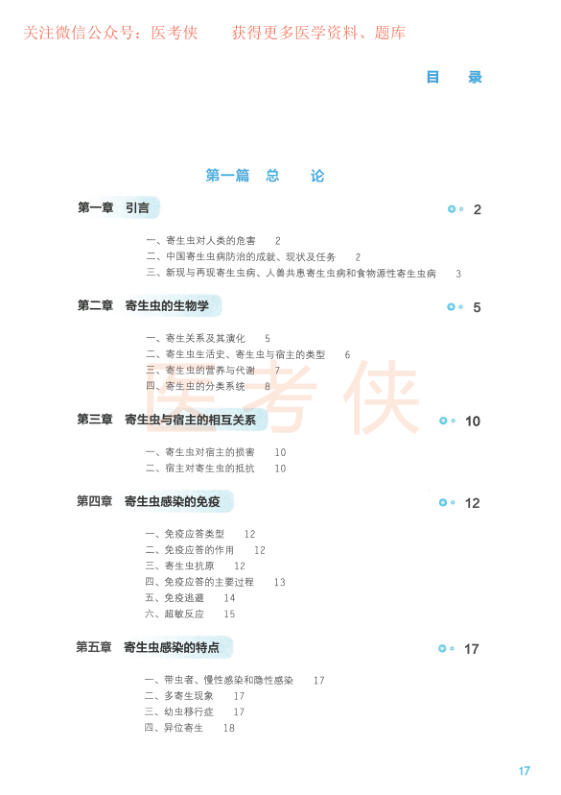 关注微信公众号：医考侠 获得更多医学资料、题库
目 录
第一篇 总 论
第一章 引言 2
一、寄生虫对人类的危害 2
二、中国寄生虫病防治的成就、现状及任务 2
三、新现与再现寄生虫病、人兽共患寄生虫病和食物源性寄生虫病 3
第二章 寄生虫的生物学 5
一、寄生关系及其演化 5
二、寄生虫生活史、寄生虫与宿主的类型 6
三、寄生虫的营养与代谢 7
四、寄生虫的分类系统 8
医考侠
第三章 寄生虫与宿主的相互关系 10
一、寄生虫对宿主的损害 10
二、宿主对寄生虫的抵抗 10
第四章 寄生虫感染的免疫 12
一、免疫应答类型 12
二、免疫应答的作用 12
三、寄生虫抗原 12
四、免疫应答的主要过程 13
五、免疫逃避 14
六、超敏反应 15
第五章 寄生虫感染的特点 17
一、带虫者、慢性感染和隐性感染 17
二、多寄生现象 17
三、幼虫移行症 17
四、异位寄生 18
17